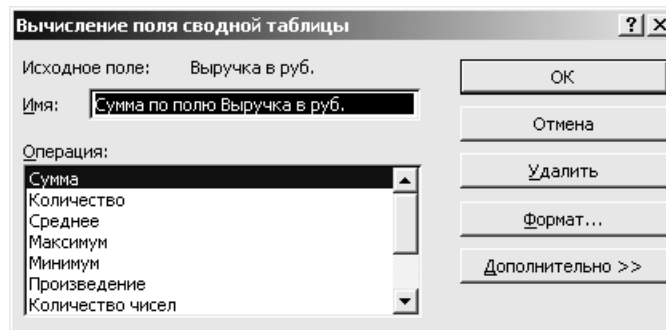 Вычисление поля сводной таблицы
Исходное поле: Выручка в руб.
Имя: Сумма по полю Выручка в руб.
Операция:
Сумма
Количество
Среднее
Максимум
Минимум
Произведение
Количество чисел
ОК
Отмена
Удалить
Формат...
Дополнительно >>